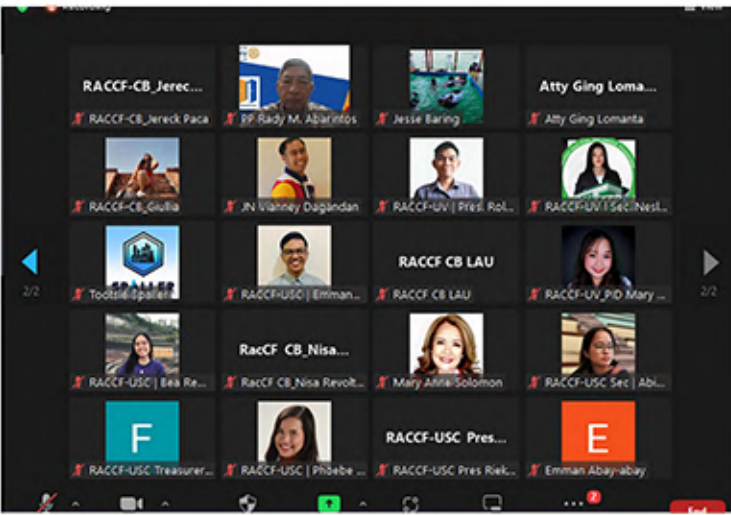 Recording
View
RACCF-CB_Jerec...
Atty Ging Loma...
RACCF-CB_Jereck Paca
PP-Rady M. Abarintos
Jesse Baring
Atty Ging Lomanta
RACCF-CB_Giullia
JN Vianney Dagandan
RACCF-UV | Pres. Rol...
RACCF-UV | Sec. Nesl...
SPALLER
RACCF CB LAU
Tootsie Spaller
RACCF-USC | Emman...
RACCF CB LAU
RACCF-UV_PID Mary ...
2/2
2/2
RacCF CB_Nisa...
RACCF-USC | Bea Re...
RacCF CB_Nisa Revolt...
Mary Anne Solomon
RACCF-USC Sec | Abi...
F
RACCF-USC Pres...
E
RACCF-USC Treasurer...
RACCF-USC | Phoebe ...
RACCF-USC Pres Riek...
Emman Abay-abay
2
End